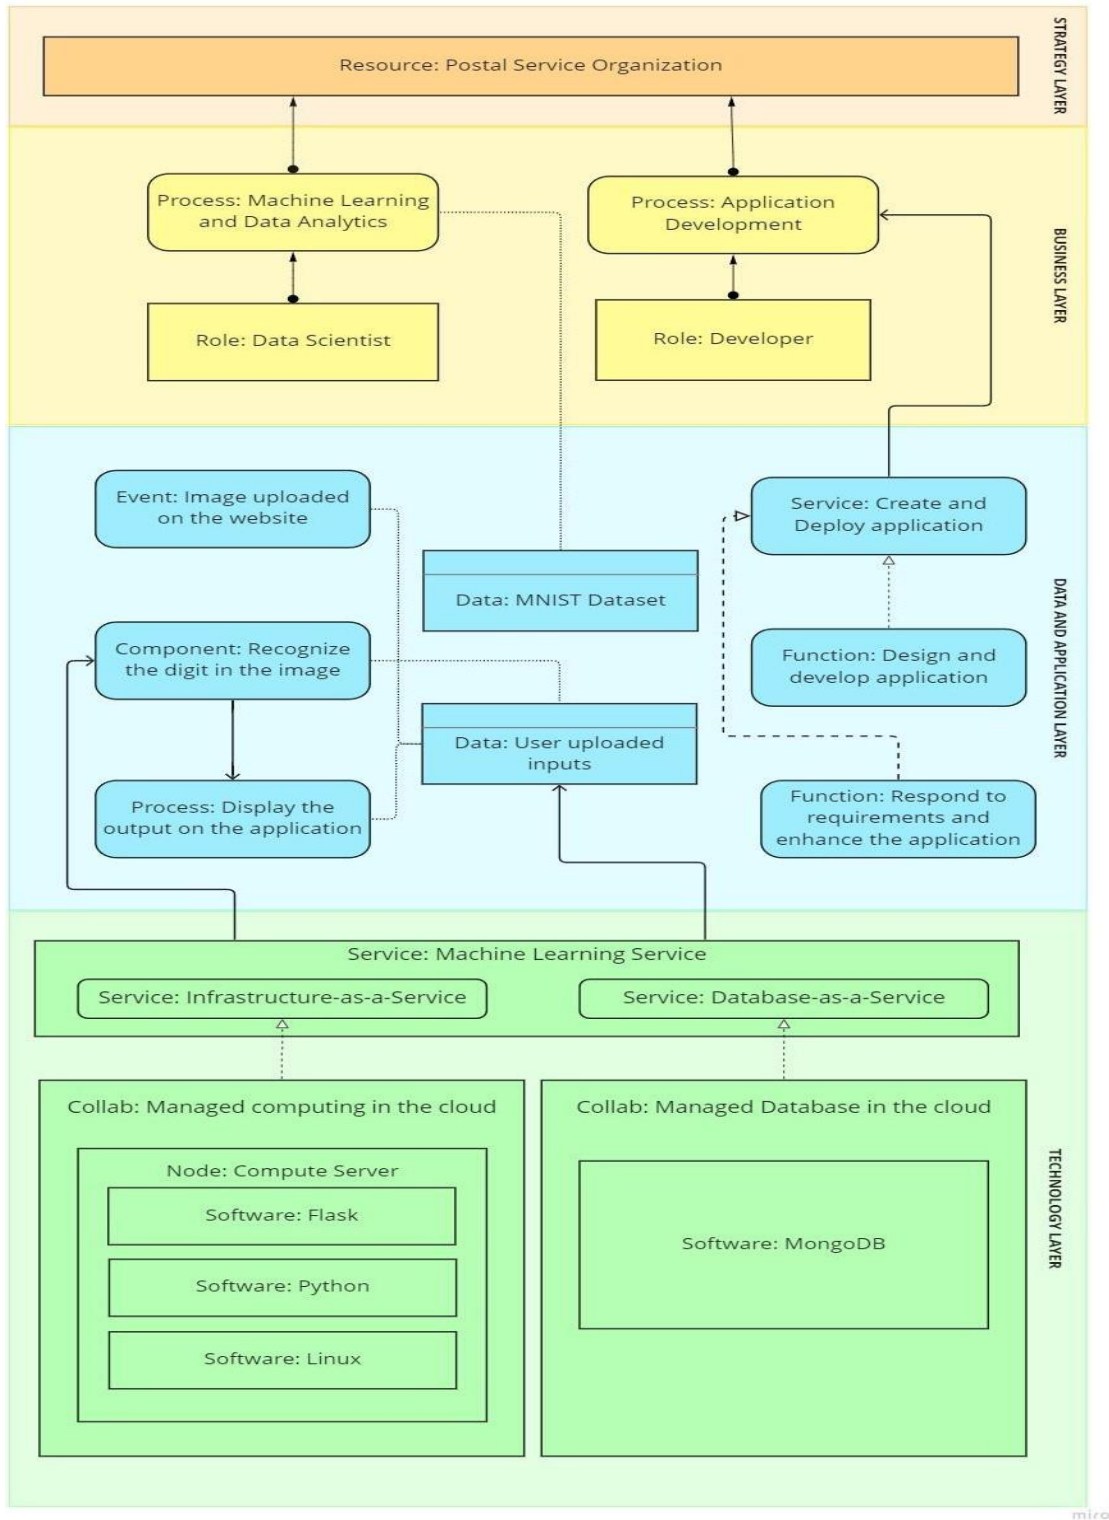 STRATEGY LAYER
Resource: Postal Service Organization
BUSINESS LAYER
Process: Machine Learning
and Data Analytics
Process: Application
Development
Role: Data Scientist
Role: Developer
DATA AND APPLICATION LAYER
Event: Image uploaded
on the website
Service: Create and
Deploy application
Data: MNIST Dataset
Component: Recognize
the digit in the image
Function: Design and
develop application
Data: User uploaded
inputs
Process: Display the
output on the application
Function: Respond to
requirements and
enhance the application
TECHNOLOGY LAYER
Service: Machine Learning Service
Service: Infrastructure-as-a-Service
Service: Database-as-a-Service
Collab: Managed computing in the cloud
Collab: Managed Database in the cloud
Node: Compute Server
Software: Flask
Software: Python
Software: Linux
Software: MongoDB
miro